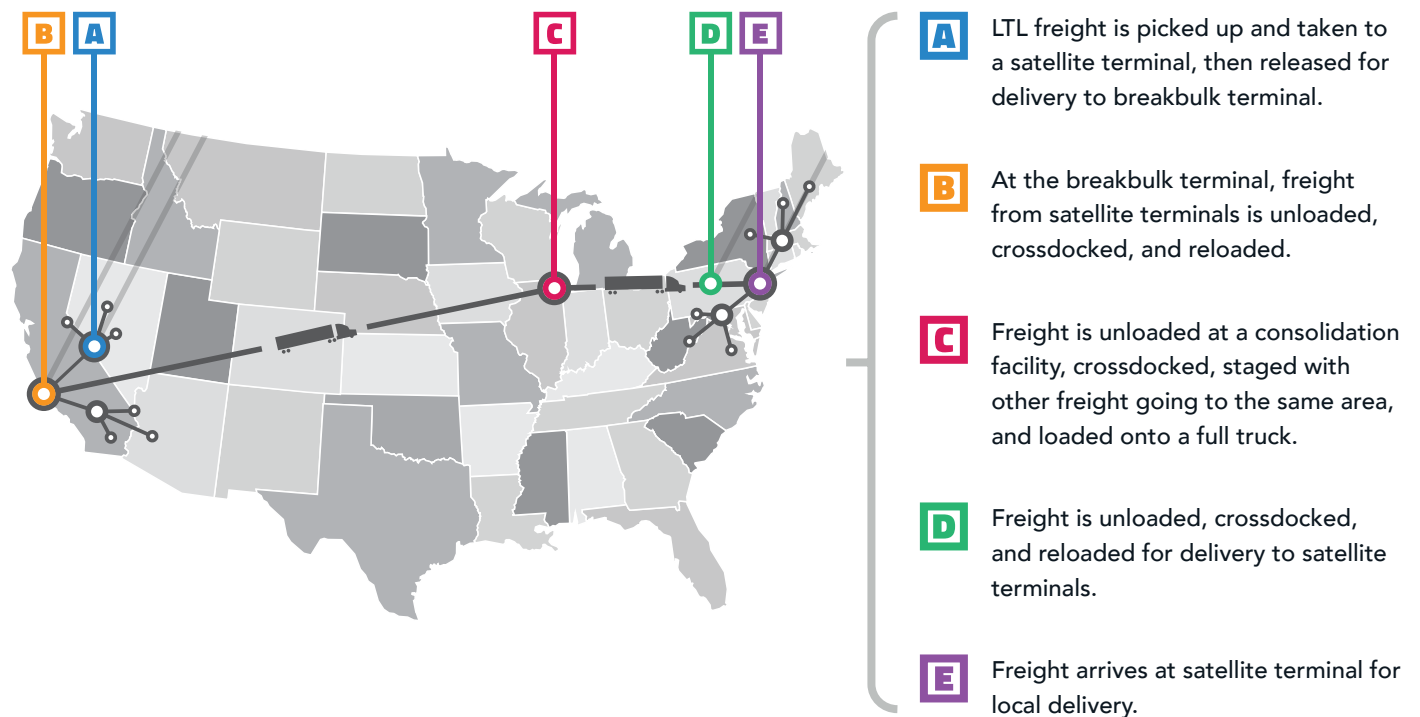 B A C D E
A LTL freight is picked up and taken to
a satellite terminal, then released for
delivery to breakbulk terminal.
B At the breakbulk terminal, freight
from satellite terminals is unloaded,
crossdocked, and reloaded.
C Freight is unloaded at a consolidation
facility, crossdocked, staged with
other freight going to the same area,
and loaded onto a full truck.
D Freight is unloaded, crossdocked,
and reloaded for delivery to satellite
terminals.
E Freight arrives at satellite terminal for
local delivery.